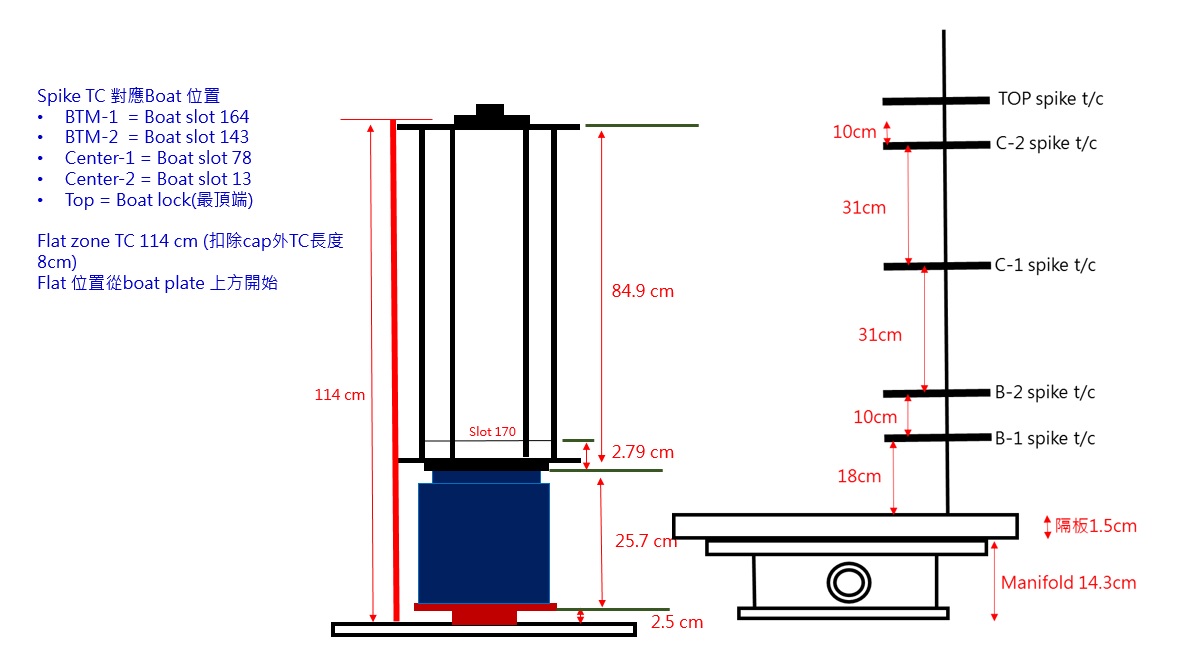 Spike TC 對應Boat 位置
• BTM-1 = Boat slot 164
• BTM-2 = Boat slot 143
• Center-1 = Boat slot 78
• Center-2 = Boat slot 13
• Top = Boat lock(最頂端)
Flat zone TC 114 cm (扣除cap外TC長度
8cm)
Flat 位置從boat plate 上方開始
114 cm
84.9 cm
Slot 170
2.79 cm
25.7 cm
2.5 cm
TOP spike t/c
10cm
C-2 spike t/c
31cm
C-1 spike t/c
31cm
B-2 spike t/c
10cm
B-1 spike t/c
18cm
隔板1.5cm
Manifold 14.3cm